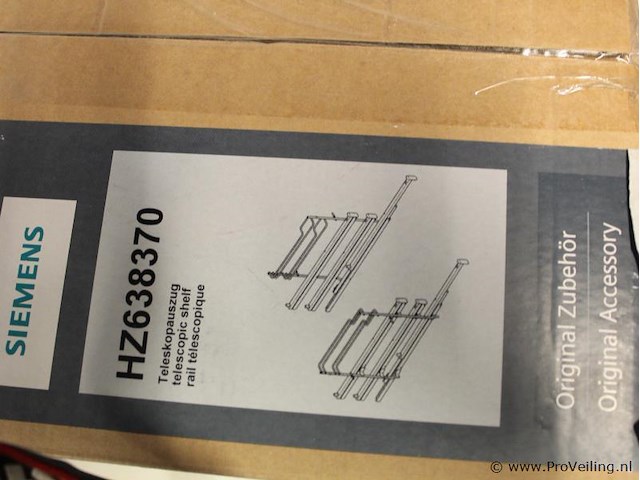 SIEMENS
HZ638370
Teleskopauszug
telescopic shelf
rail télescopique
Original Zubehör
Original Accessory
© www.ProVeiling.nl